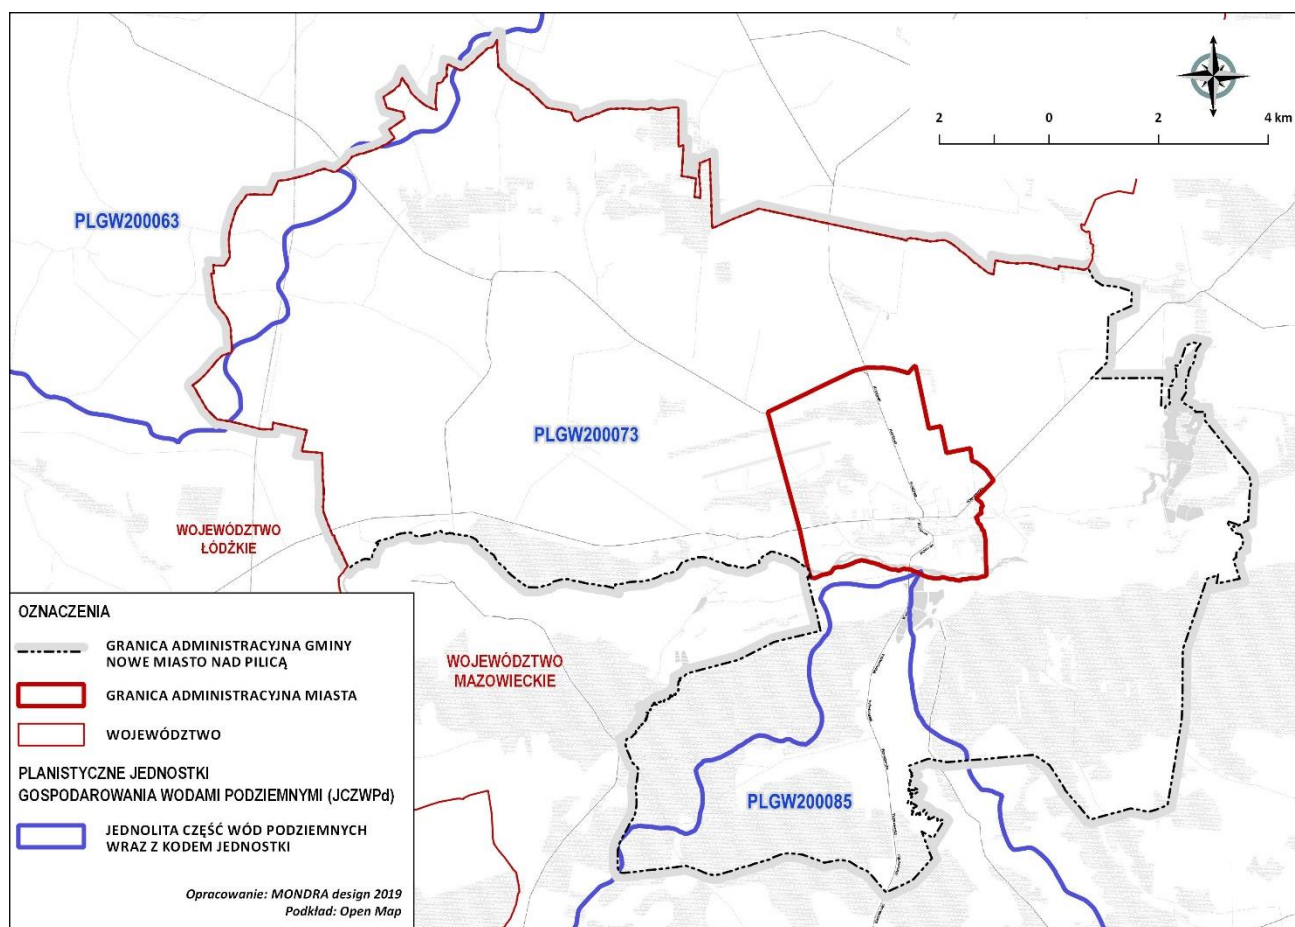 2 0 2 4 km
PLGW200063
PLGW200073
WOJEWÓDZTWO
ŁÓDŹKIE
WOJEWÓDZTWO
MAZOWIECKIE
PLGW200085
OZNACZENIA
GRANICA ADMINISTRACYJNA GMINY
NOWE MIASTO NAD PILICĄ
GRANICA ADMINISTRACYJNA MIASTA
WOJEWÓDZTWO
PLANISTYCZNE JEDNOSTKI
GOSPODAROWANIA WODAMI PODZIEMNYMI (JCZWPd)
JEDNOLITA CZĘŚĆ WÓD PODZIEMNYCH
WRAZ Z KODEM JEDNOSTKI
Opracowanie: MONDRA design 2019
Podkład: Open Map